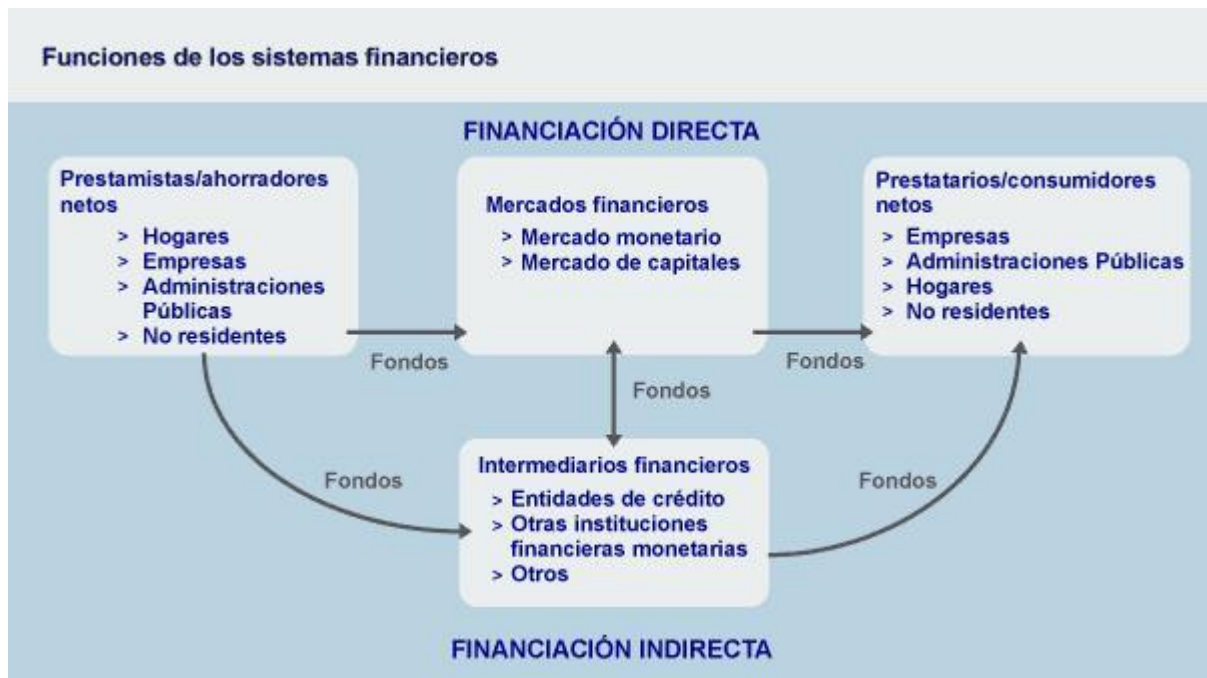 Funciones de los sistemas financieros
FINANCIACIÓN DIRECTA
Prestamistas/ahorradores
netos
> Hogares
> Empresas
> Administraciones
Públicas
> No residentes
Fondos
Mercados financieros
> Mercado monetario
> Mercado de capitales
Fondos
Prestatarios/consumidores
netos
> Empresas
> Administraciones Públicas
> Hogares
> No residentes
Fondos
Fondos
Intermediarios financieros
> Entidades de crédito
> Otras instituciones
financieras monetarias
> Otros
Fondos
FINANCIACIÓN INDIRECTA